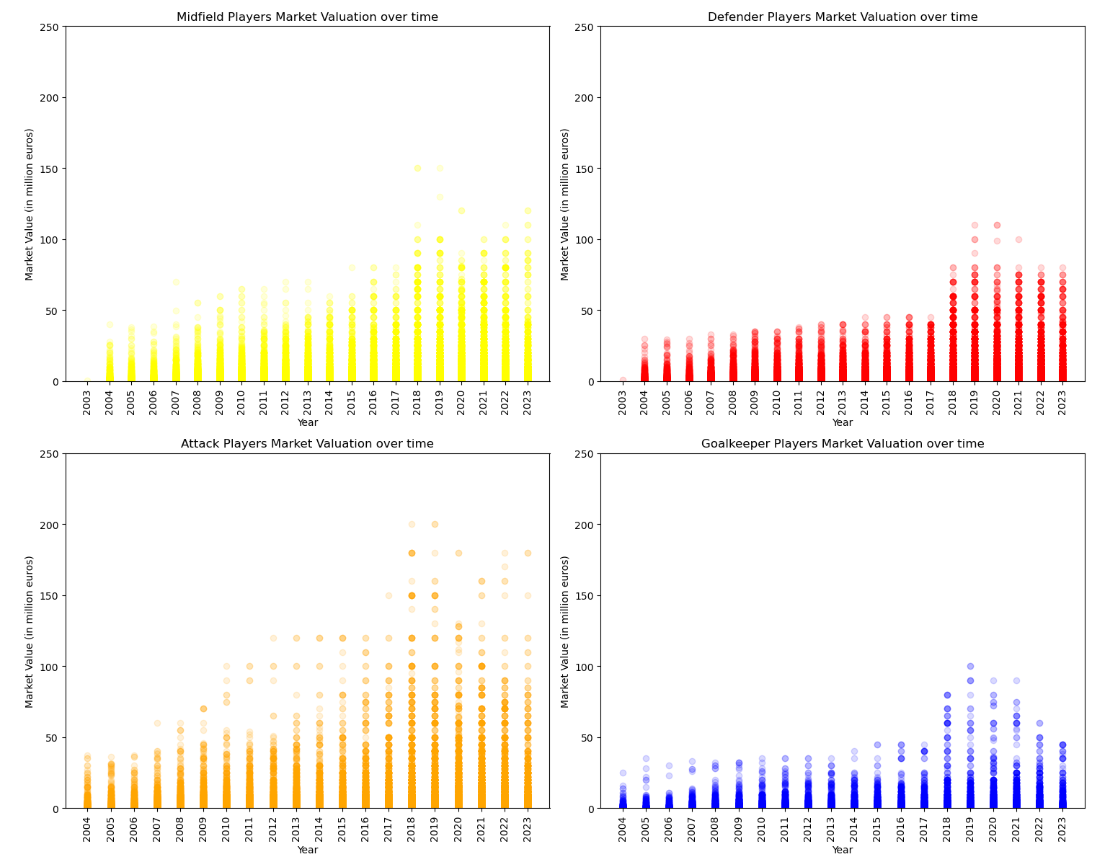 Midfield Players Market Valuation over time
Market Value (in million euros)
250
200
150
100
50
0
2003 2004 2005 2006 2007 2008 2009 2010 2011 2012 2013 2014 2015 2016 2017 2018 2019 2020 2021 2022 2023
Year
Defender Players Market Valuation over time
Market Value (in million euros)
250
200
150
100
50
0
2003 2004 2005 2006 2007 2008 2009 2010 2011 2012 2013 2014 2015 2016 2017 2018 2019 2020 2021 2022 2023
Year
Attack Players Market Valuation over time
Market Value (in million euros)
250
200
150
100
50
0
2004 2005 2006 2007 2008 2009 2010 2011 2012 2013 2014 2015 2016 2017 2018 2019 2020 2021 2022 2023
Year
Goalkeeper Players Market Valuation over time
Market Value (in million euros)
250
200
150
100
50
0
2004 2005 2006 2007 2008 2009 2010 2011 2012 2013 2014 2015 2016 2017 2018 2019 2020 2021 2022 2023
Year